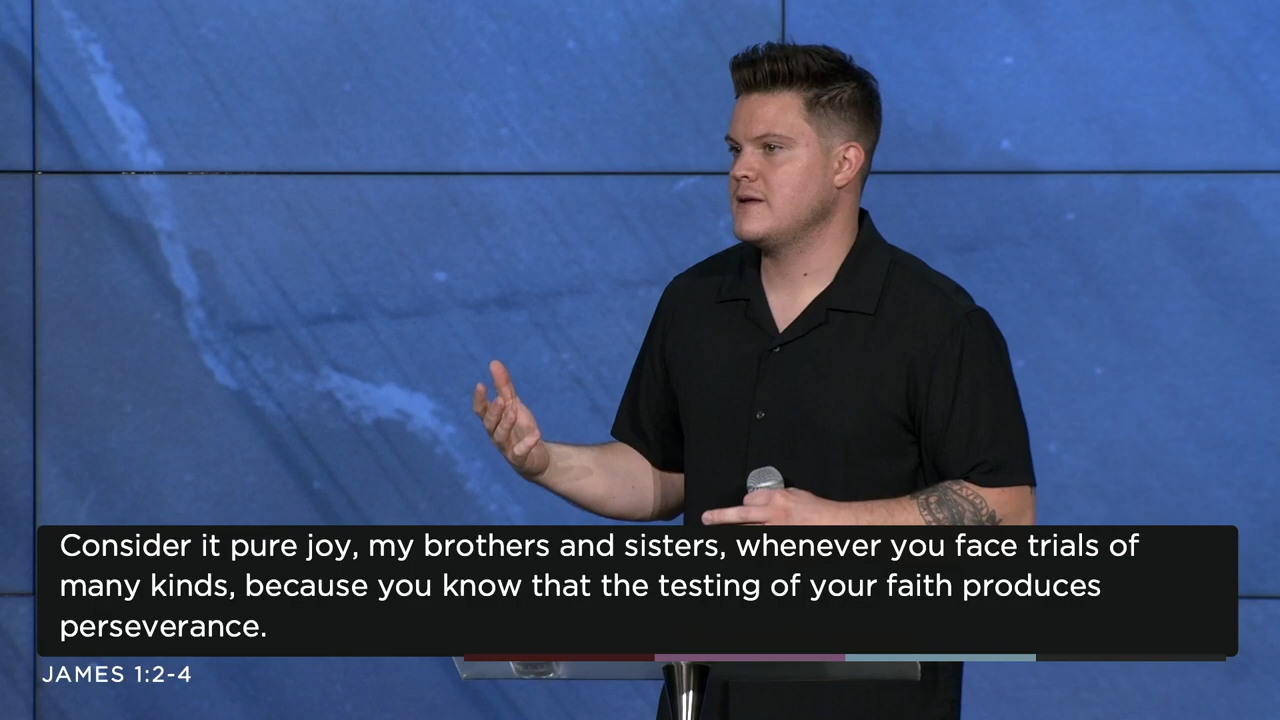 Consider it pure joy, my brothers and sisters, whenever you face trials of
many kinds, because you know that the testing of your faith produces
perseverance.
JAMES 1:2-4